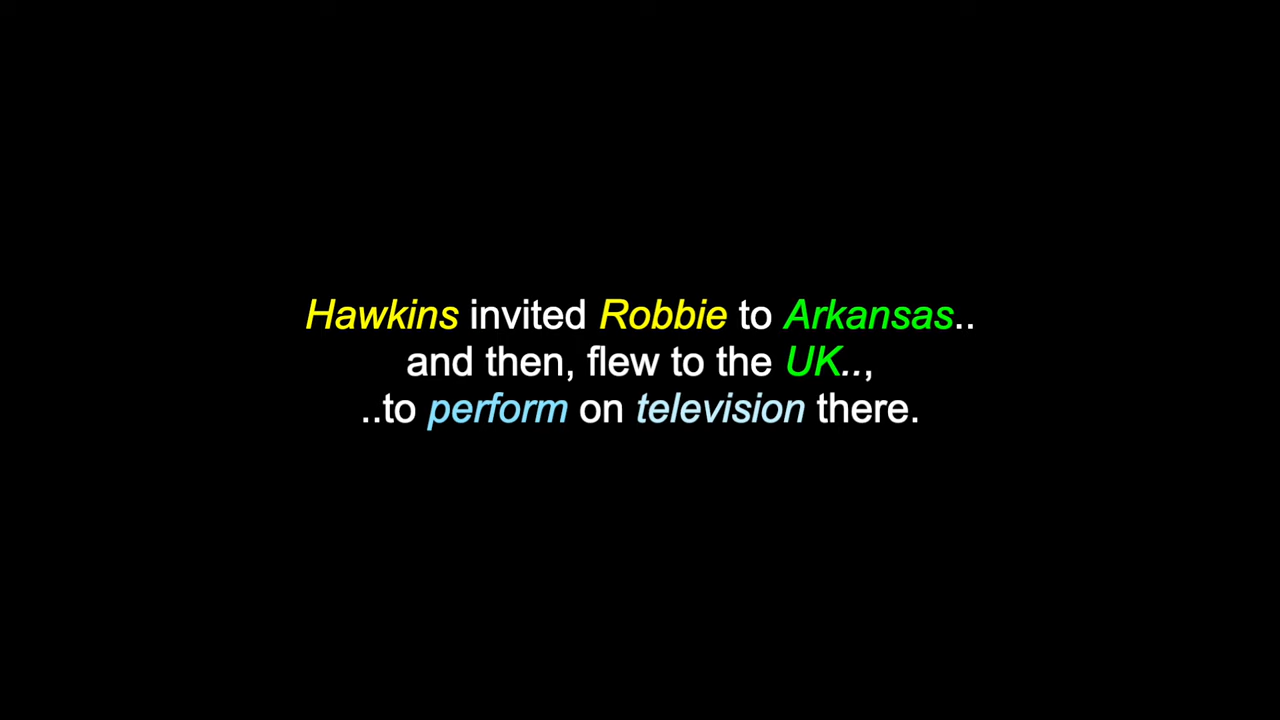 Hawkins invited Robbie to Arkansas..
and then, flew to the UK..,
..to perform on television there.